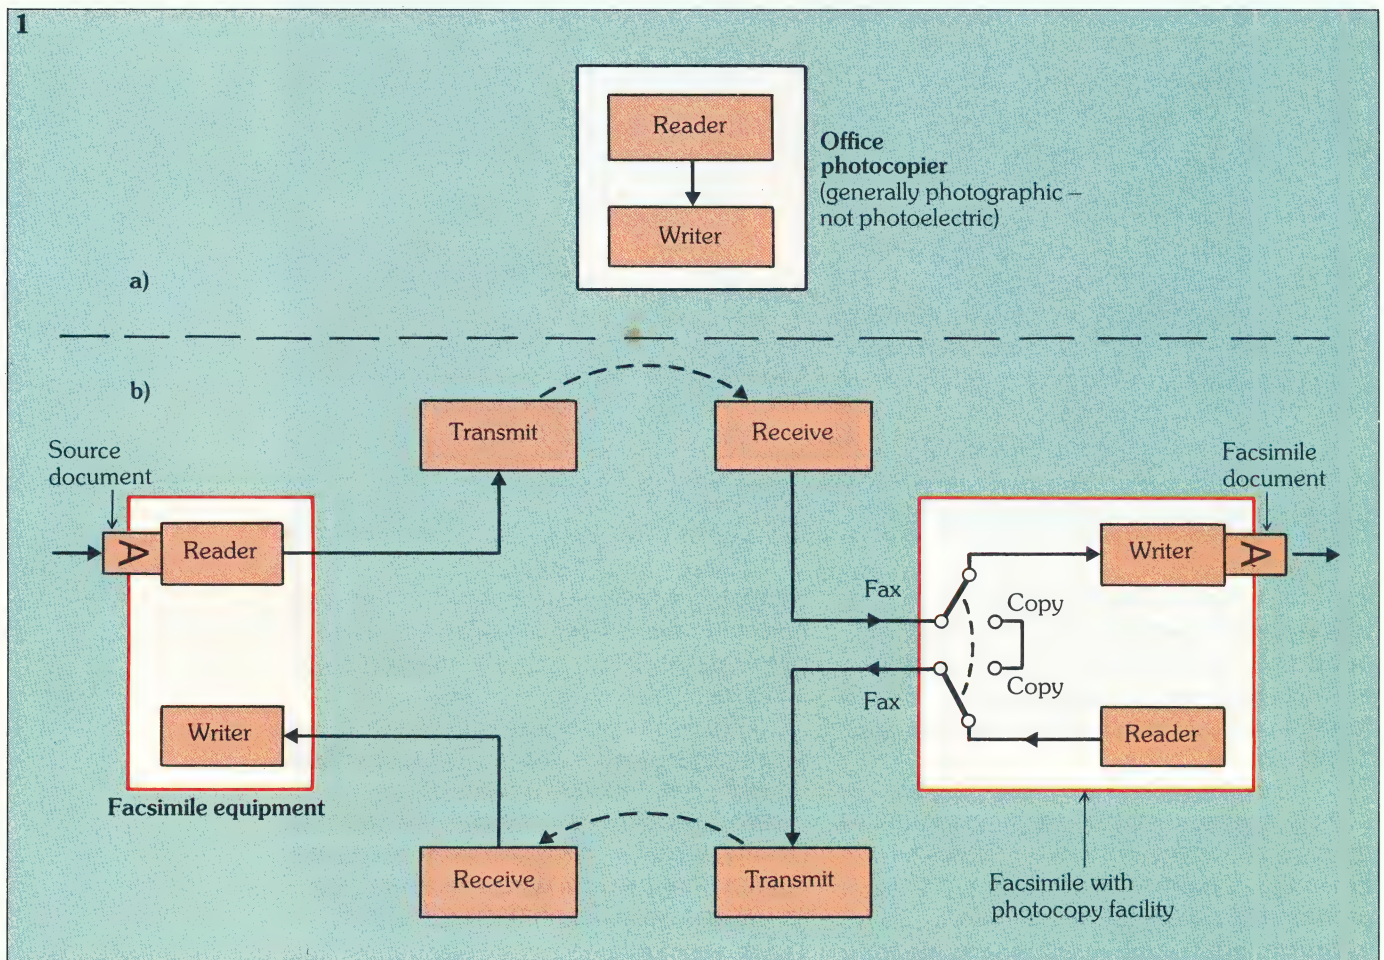 1
Reader
Writer
Office
photocopier
(generally photographic –
not photoelectric)
a)
b)
Transmit
Receive
Source
document
A
Reader
Facsimile
document
Writer
A
Fax
Copy
Fax
Copy
Writer
Reader
Facsimile equipment
Receive
Transmit
Facsimile with
photocopy facility